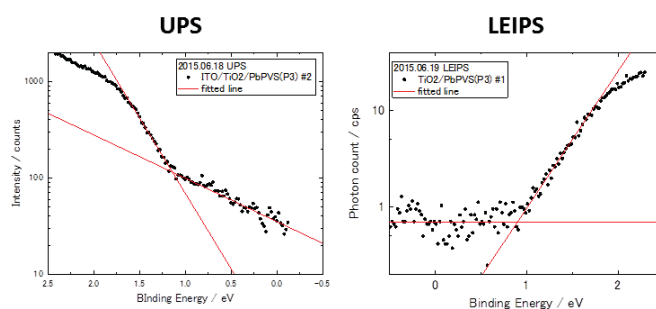 UPS
LEIPS
2015.06.18 UPS
ITO/TiO2/PbPVS(P3) #2
fitted line
Intensity / counts
1000
100
10
2.5 2.0 1.5 1.0 0.5 0.0 -0.5
BInding Energy / eV
2015.06.19 LEIPS
TiO2/PbPVS(P3) #1
fitted line
Photon count / cps
10
1
0 1 2
Binding Energy / eV